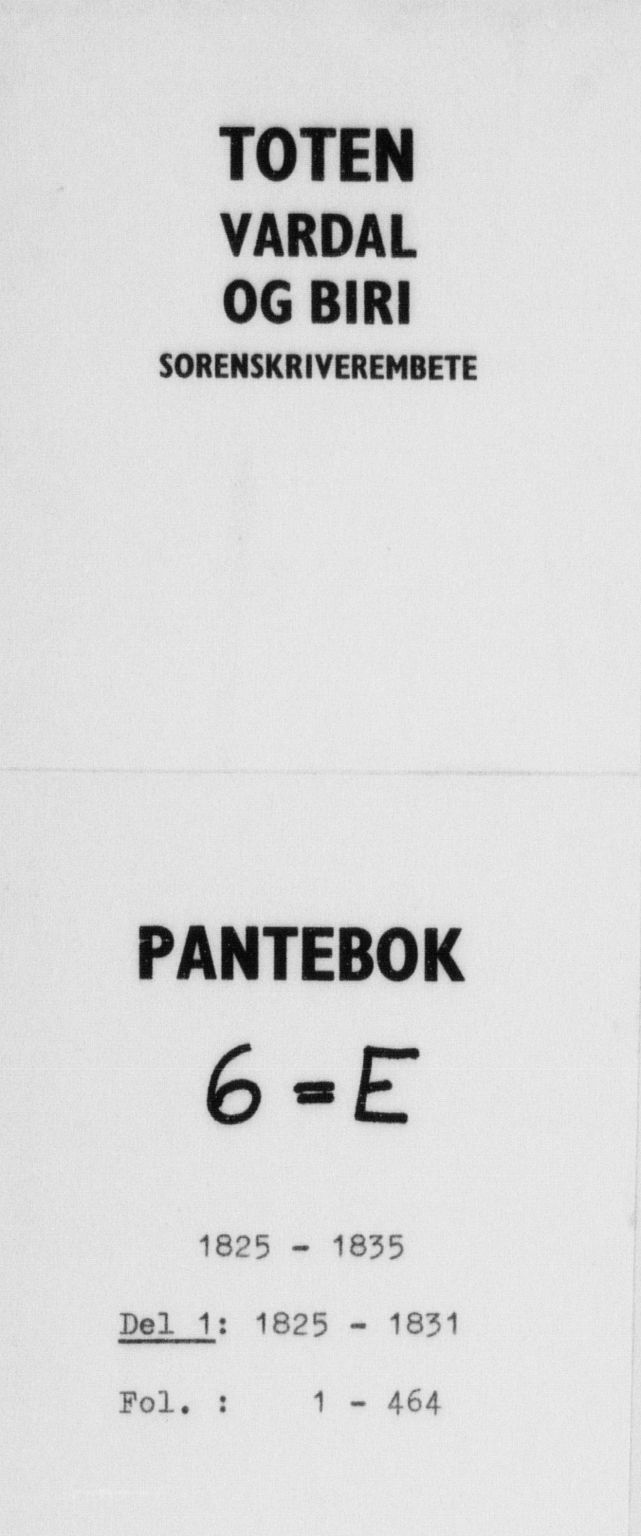 TOTEN
VARDAL
OG BIRI
SORENSKRIVEREMBETE
PANTEBOK
6 = E
1825 - 1835
Del 1: 1825 - 1831
Fol. : 1 - 464